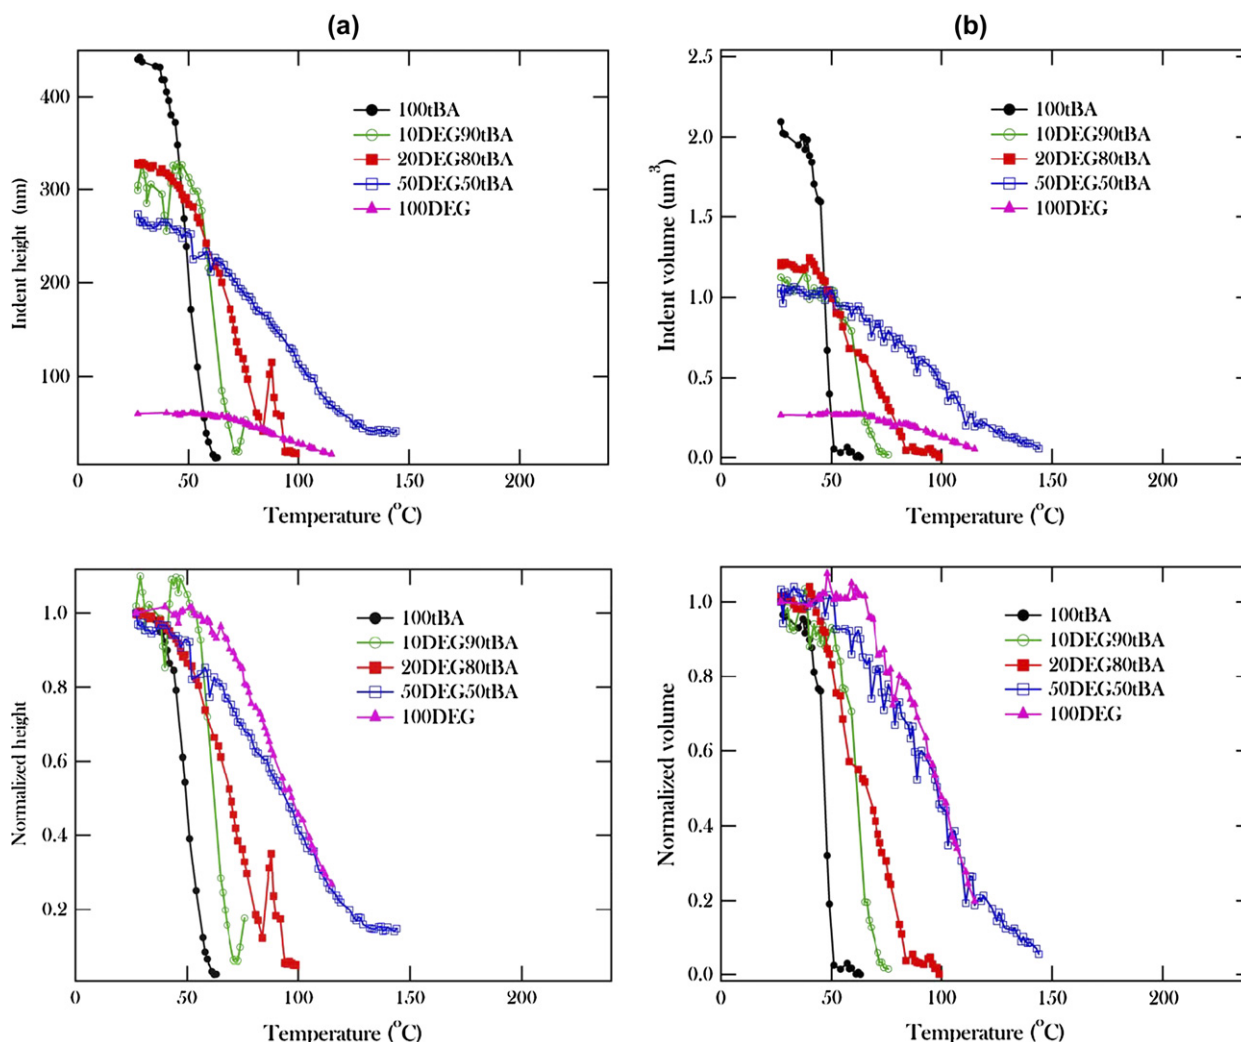 (a)
Indent height (nm)
400
300
200
100
50
100
150
200
Temperature (°C)
100tBA
10DEG90tBA
20DEG80tBA
50DEG50tBA
100DEG
(b)
Indent volume (um³)
2.5
2.0
1.5
1.0
0.5
0.0
0
50
100
150
200
Temperature (°C)
100tBA
10DEG90tBA
20DEG80tBA
50DEG50tBA
100DEG
Normalized height
1.0
0.8
0.6
0.4
0.2
0
50
100
150
200
Temperature (°C)
100tBA
10DEG90tBA
20DEG80tBA
50DEG50tBA
100DEG
Normalized volume
1.0
0.8
0.6
0.4
0.2
0.0
0
50
100
150
200
Temperature (°C)
100tBA
10DEG90tBA
20DEG80tBA
50DEG50tBA
100DEG